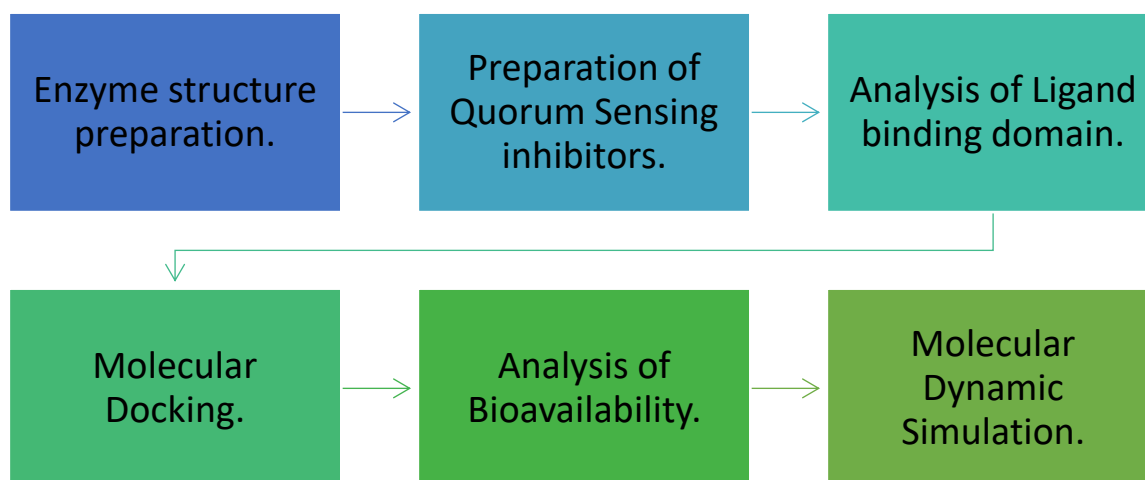 Enzyme structure
preparation.
Preparation of
Quorum Sensing
inhibitors.
Analysis of Ligand
binding domain.
Molecular
Docking.
Analysis of
Bioavailability.
Molecular
Dynamic
Simulation.